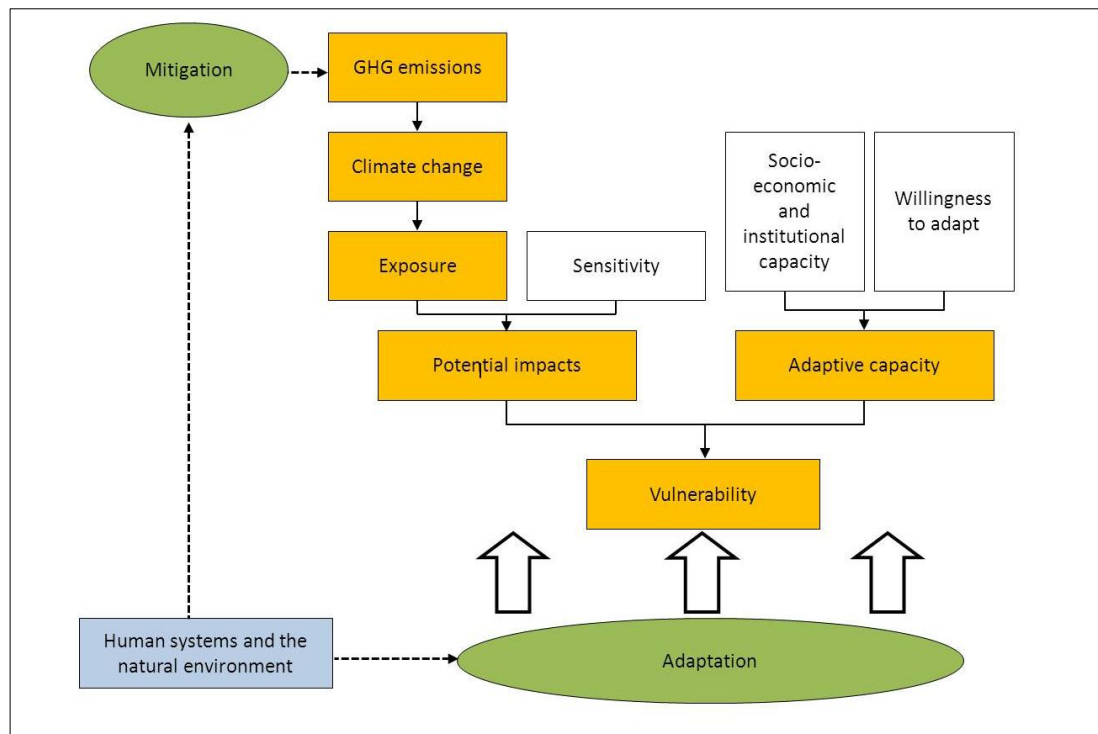 Mitigation
GHG emissions
Climate change
Socio-
economic
and
institutional
capacity
Willingness
to adapt
Exposure
Sensitivity
Potential impacts
Adaptive capacity
Vulnerability
Human systems and the
natural environment
Adaptation